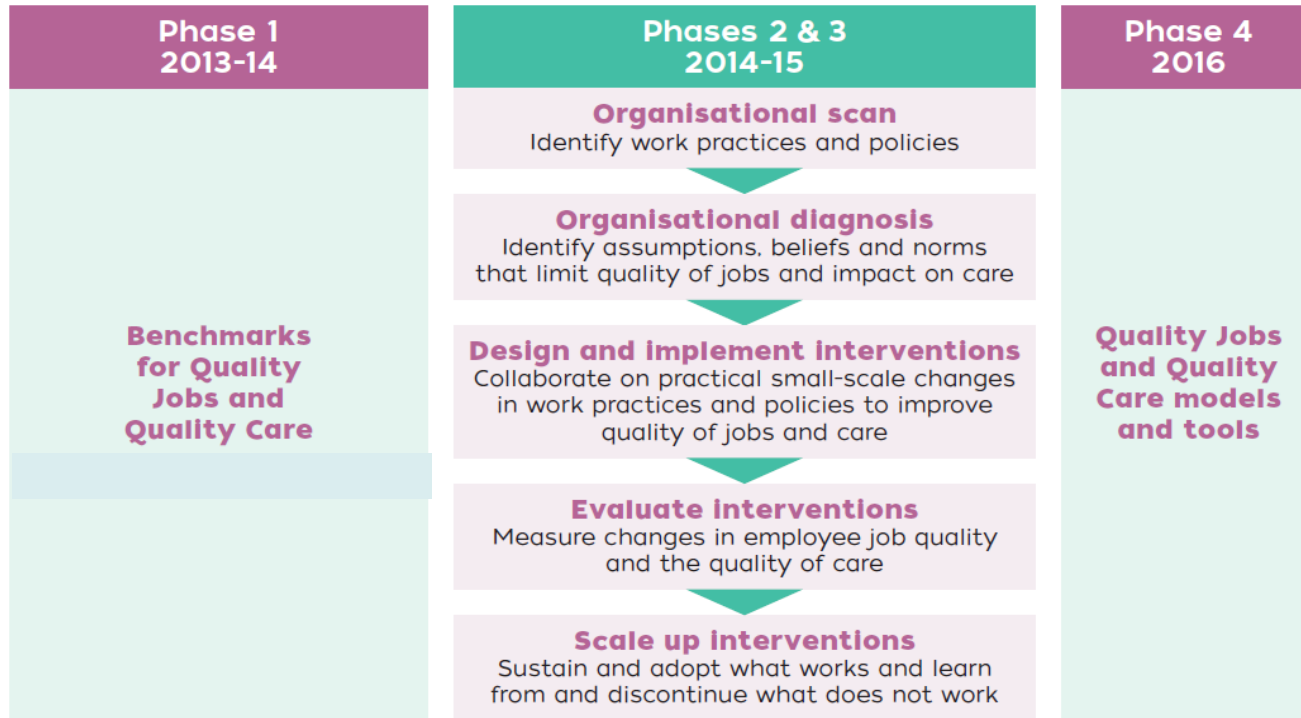 Phase 1
2013-14
Benchmarks
for Quality
Jobs and
Quality Care
Phases 2 & 3
2014-15
Organisational scan
Identify work practices and policies
Organisational diagnosis
Identify assumptions, beliefs and norms
that limit quality of jobs and impact on care
Design and implement interventions
Collaborate on practical small-scale changes
in work practices and policies to improve
quality of jobs and care
Evaluate interventions
Measure changes in employee job quality
and the quality of care
Scale up interventions
Sustain and adopt what works and learn
from and discontinue what does not work
Phase 4
2016
Quality Jobs
and Quality
Care models
and tools